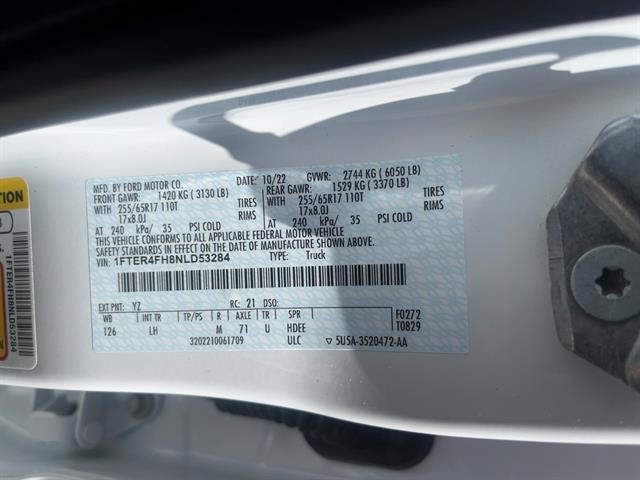 MFD. BY FORD MOTOR CO.
DATE: 10/22 GVWR: 2744 KG ( 6050 LB)
FRONT GAWR: 1420 KG ( 3130 LB)
REAR GAWR: 1529 KG ( 3370 LB)
WITH 255/65R17 110T TIRES
WITH 255/65R17 110T TIRES
17x8.0J RIMS
17x8.0J RIMS
AT 240 kPa/ 35 PSI COLD
AT 240 kPa/ 35 PSI COLD
THIS VEHICLE CONFORMS TO ALL APPLICABLE FEDERAL MOTOR VEHICLE
SAFETY STANDARDS IN EFFECT ON THE DATE OF MANUFACTURE SHOWN ABOVE.
VIN: 1FTER4FH8NLD53284 TYPE: Truck
EXT PNT: YZ RC: 21 DSO:
WB INT TR TP/PS R AXLE TR SPR F0272
126 LH M 71 U HDEE T0829
3202210061709 ULC 5U5A-3520472-AA
1FTER4FH8NLD53284